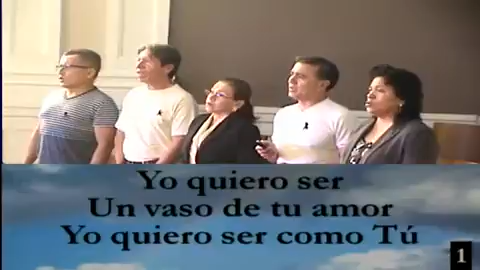 Yo quiero ser
Un vaso de tu amor
Yo quiero ser como Tú
1